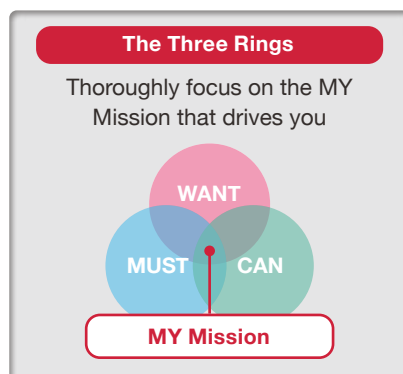 The Three Rings
Thoroughly focus on the MY
Mission that drives you
WANT
MUST
CAN
MY Mission